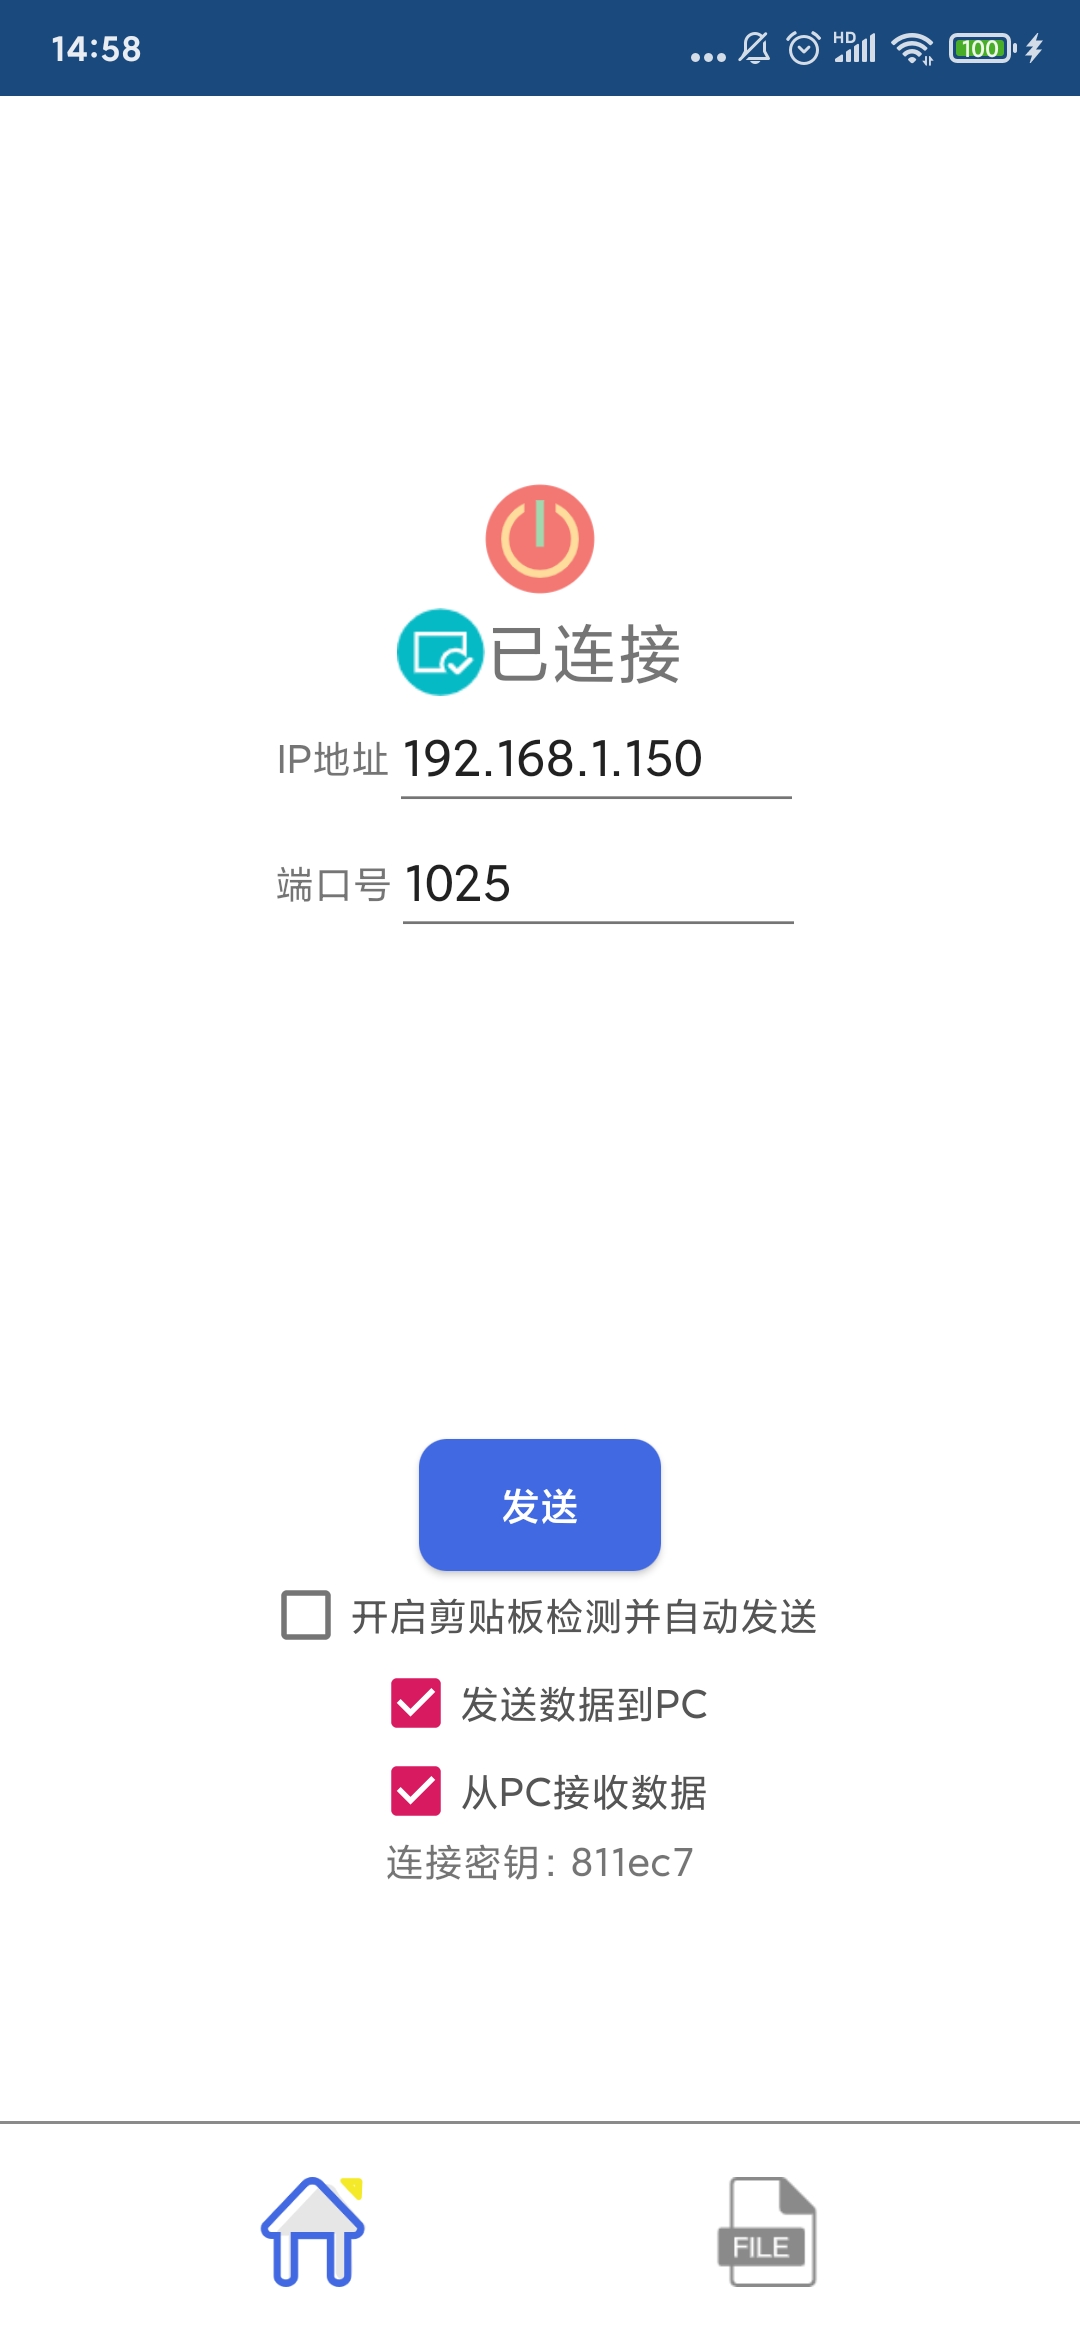 14:58
HD
100
已连接
IP地址 192.168.1.150
端口号 1025
发送
开启剪贴板检测并自动发送
发送数据到PC
从PC接收数据
连接密钥: 811ec7
FILE